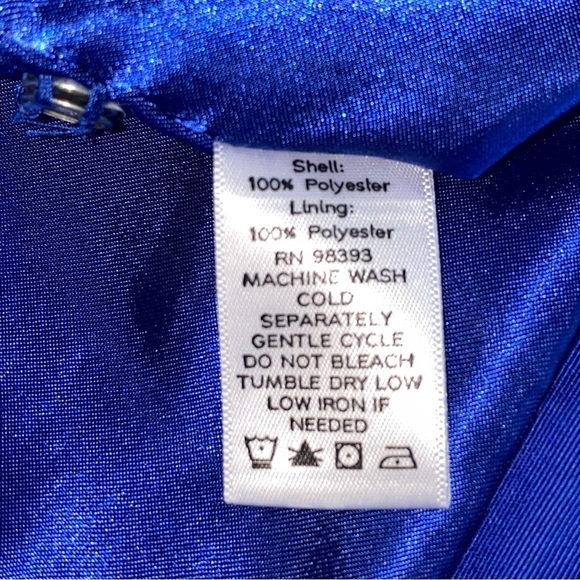 Shell:
100% Polyester
Lining:
100% Polyester
RN 98393
MACHINE WASH
COLD
SEPARATELY
GENTLE CYCLE
DO NOT BLEACH
TUMBLE DRY LOW
LOW IRON IF
NEEDED